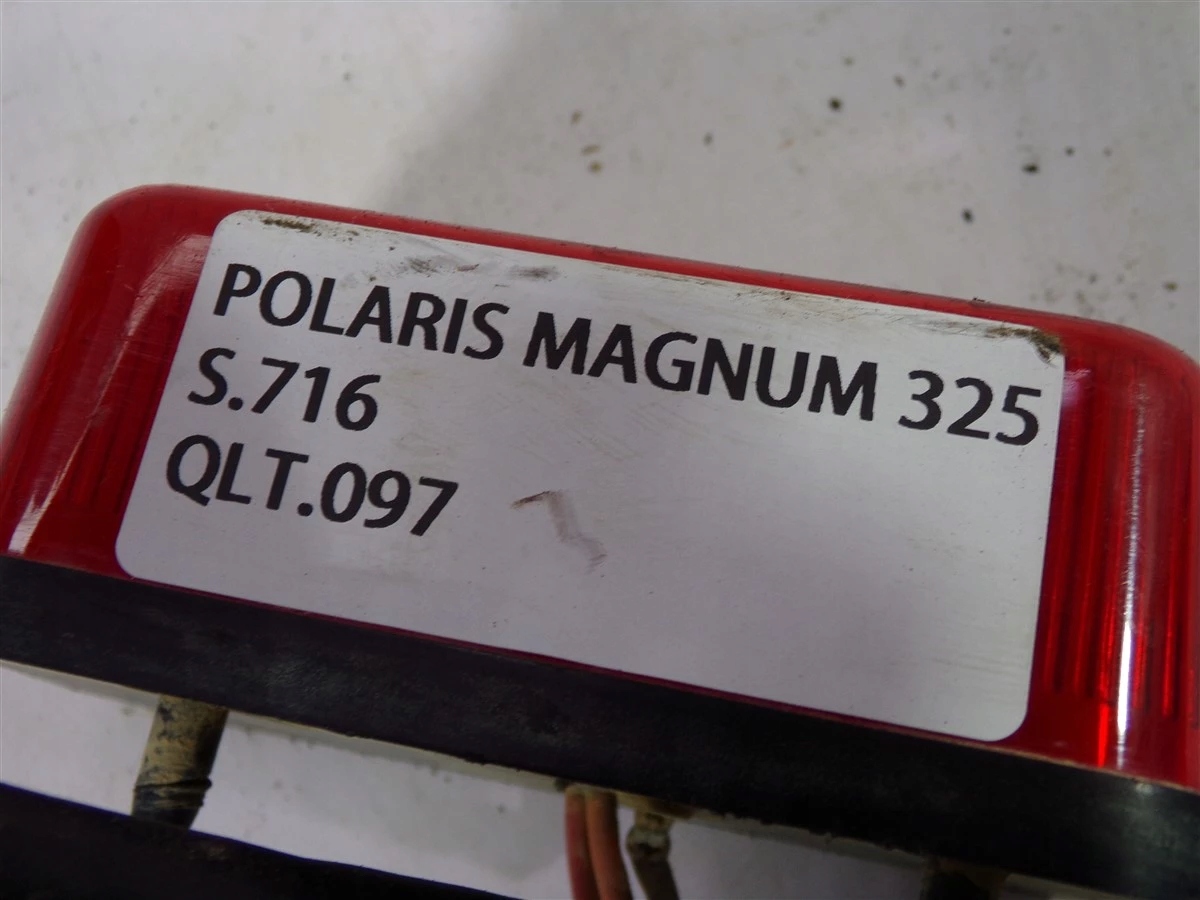 POLARIS MAGNUM 325
S.716
QLT.097